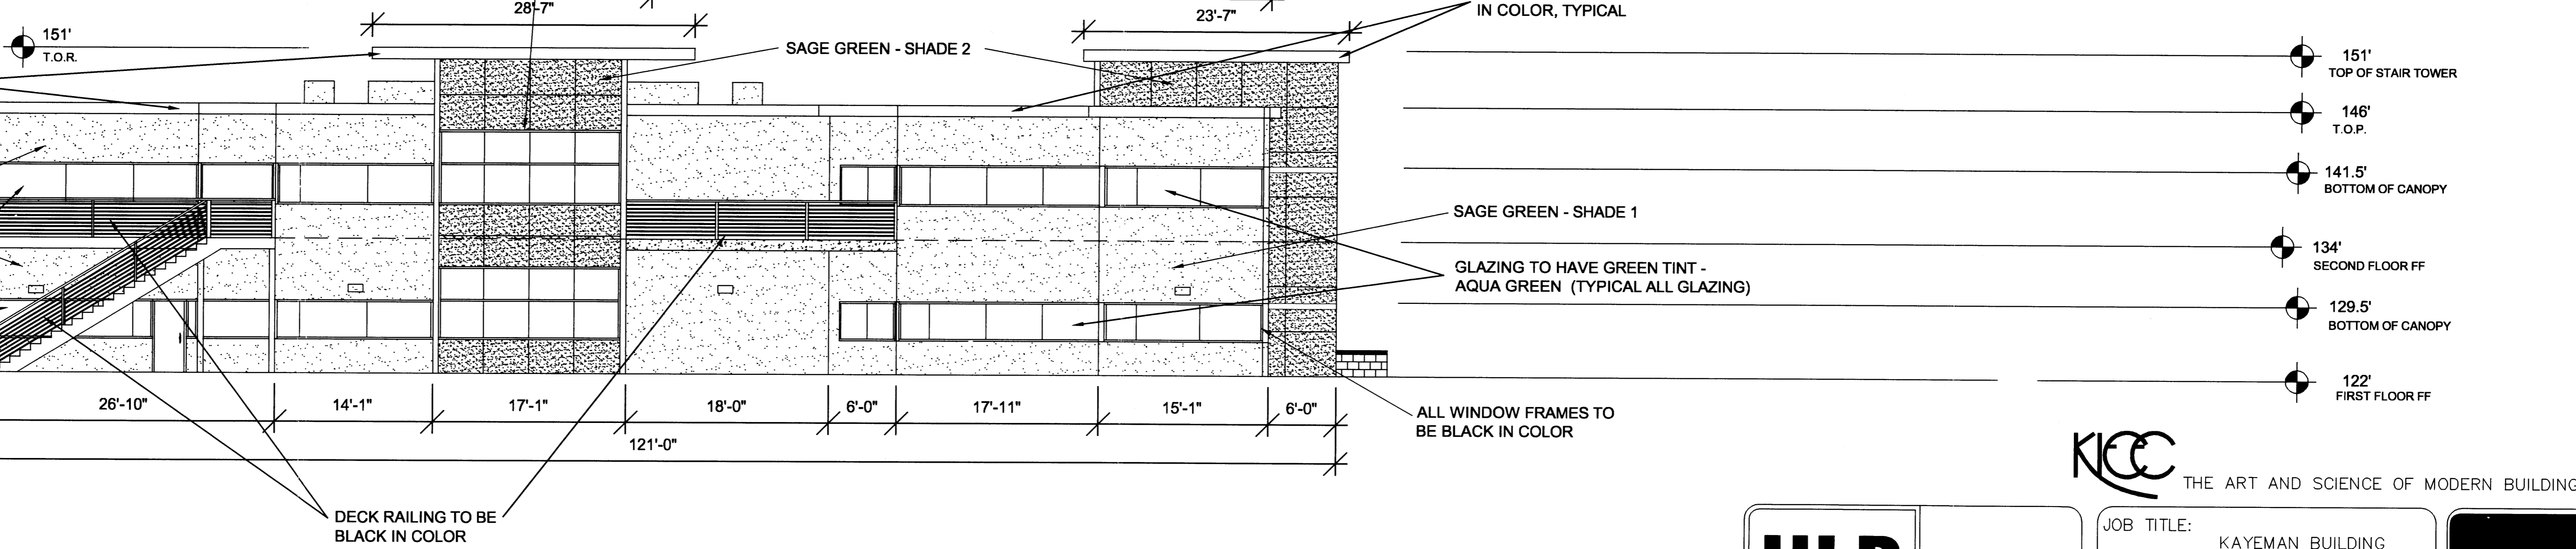 28'-7"
23'-7"
IN COLOR, TYPICAL
151'
T.O.R.
SAGE GREEN - SHADE 2
151'
TOP OF STAIR TOWER
146'
T.O.P.
141.5'
BOTTOM OF CANOPY
SAGE GREEN - SHADE 1
134'
SECOND FLOOR FF
GLAZING TO HAVE GREEN TINT -
AQUA GREEN (TYPICAL ALL GLAZING)
129.5'
BOTTOM OF CANOPY
122'
FIRST FLOOR FF
26'-10"
14'-1"
17'-1"
18'-0"
6'-0"
17'-11"
15'-1"
6'-0"
ALL WINDOW FRAMES TO
BE BLACK IN COLOR
121'-0"
THE ART AND SCIENCE OF MODERN BUILDING
DECK RAILING TO BE
BLACK IN COLOR
JOB TITLE:
KAYEMAN BUILDING